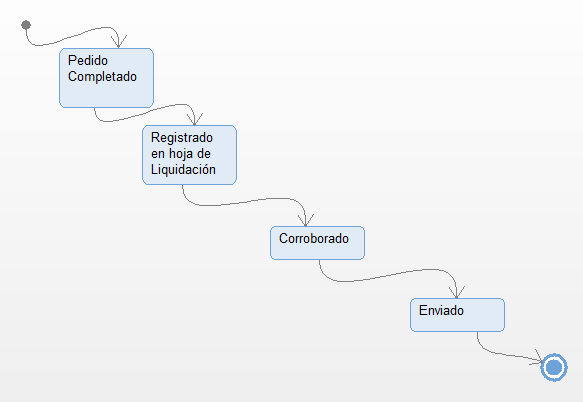 Pedido
Completado
Registrado
en hoja de
Liquidación
Corroborado
Enviado